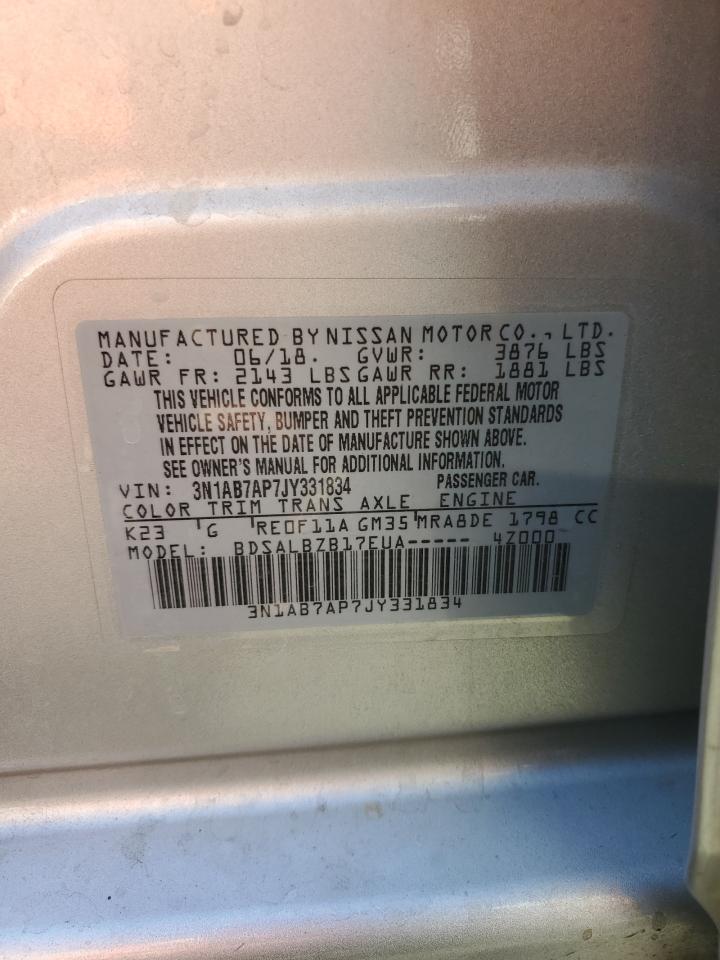 MANUFACTURED BY NISSAN MOTOR CO., LTD.
DATE: 06/18. GVWR: 3876 LBS
GAWR FR: 2143 LBS GAWR RR: 1881 LBS
THIS VEHICLE CONFORMS TO ALL APPLICABLE FEDERAL MOTOR
VEHICLE SAFETY, BUMPER AND THEFT PREVENTION STANDARDS
IN EFFECT ON THE DATE OF MANUFACTURE SHOWN ABOVE.
SEE OWNER'S MANUAL FOR ADDITIONAL INFORMATION.
VIN: 3N1AB7AP7JY331834 PASSENGER CAR.
COLOR TRIM TRANS AXLE ENGINE
K23 G RE0F11A GM35 MRA8DE 1798 CC
MODEL: BDSALBZB17EUA----- 4Z000
3N1AB7AP7JY331834